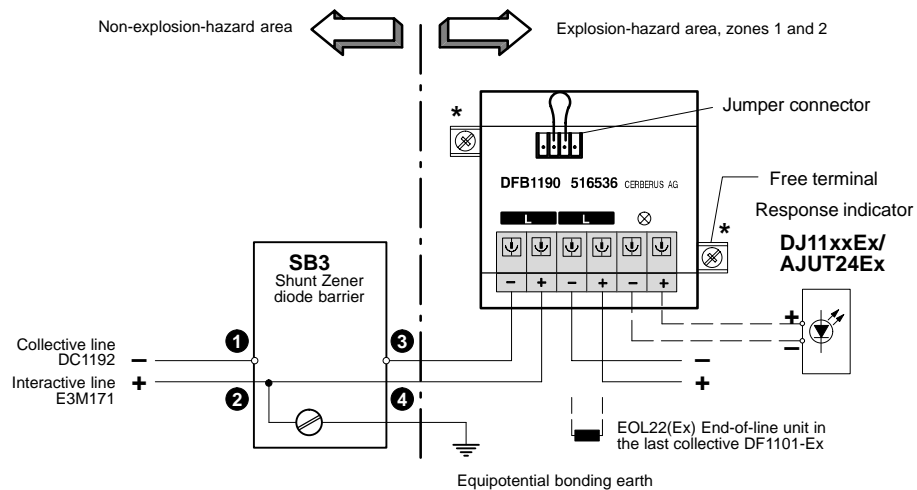 Non-explosion-hazard area
Explosion-hazard area, zones 1 and 2
*
Jumper connector
DFB1190 516536 CERBERUS AG
Free terminal
*
Response indicator
DJ11xxEx/
AJUT24Ex
L L
− + − + − +
SB3
Shunt Zener
diode barrier
+
−
1 3
Collective line
DC1192
−
−
Interactive line
E3M171
+
+
2 4
EOL22(Ex) End-of-line unit in
the last collective DF1101-Ex
Equipotential bonding earth